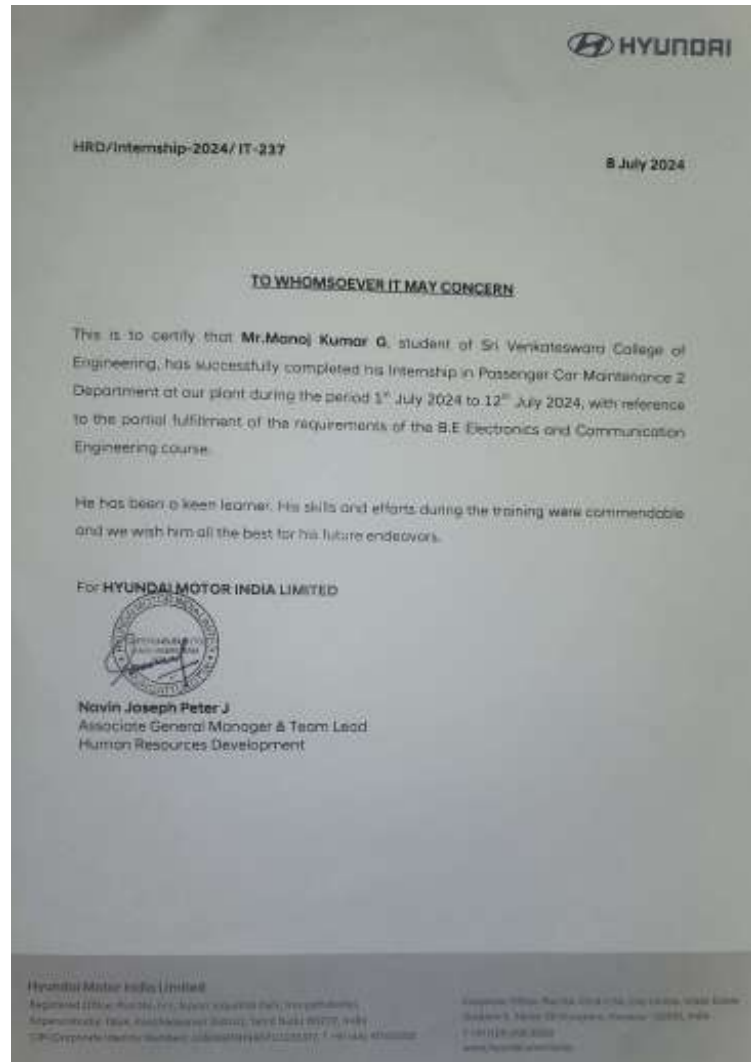 HYUNDAI
HRD/Internship-2024/ IT-237
8 July 2024
TO WHOMSOEVER IT MAY CONCERN
This is to certify that Mr.Manoj Kumar G, student of Sri Venkateswara College of
Engineering, has successfully completed his Internship in Passenger Car Maintenance 2
Department at our plant during the period 1st July 2024 to 12th July 2024, with reference
to the partial fulfillment of the requirements of the B.E Electronics and Communication
Engineering course.
He has been a keen learner. His skills and efforts during the training were commendable
and we wish him all the best for his future endeavors.
For HYUNDAI MOTOR INDIA LIMITED
Navin Joseph Peter J
Associate General Manager & Team Lead
Human Resources Development
Hyundai Motor India Limited